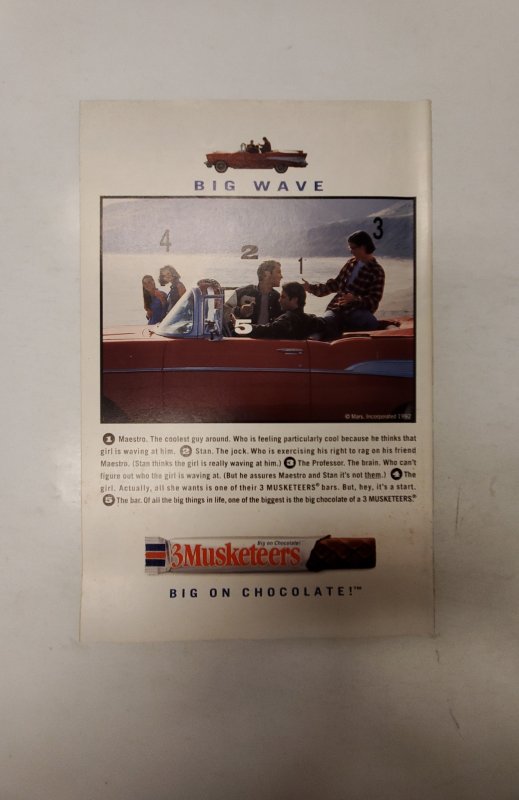 BIG WAVE
4
2
1
3
5
© Mars, Incorporated 1992
1 Maestro. The coolest guy around. Who is feeling particularly cool because he thinks that
girl is waving at him. 2 Stan. The jock. Who is exercising his right to rag on his friend
Maestro. (Stan thinks the girl is really waving at him.) 3 The Professor. The brain. Who can't
figure out who the girl is waving at. (But he assures Maestro and Stan it's not them.) 4 The
girl. Actually, all she wants is one of their 3 MUSKETEERS® bars. But, hey, it's a start.
5 The bar. Of all the big things in life, one of the biggest is the big chocolate of a 3 MUSKETEERS.®
Big on Chocolate!
3Musketeers
BIG ON CHOCOLATE!™